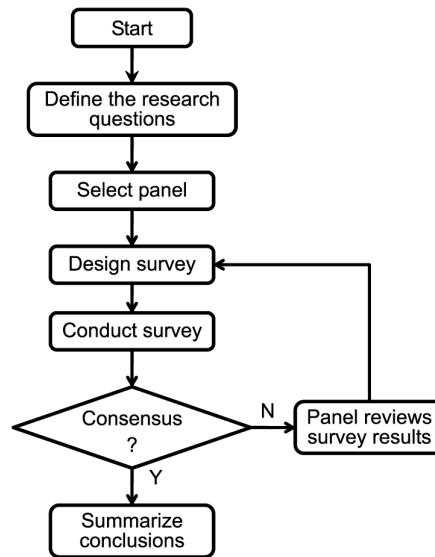 Start
Define the research
questions
Select panel
Design survey
Conduct survey
Consensus
?
N
Panel reviews
survey results
Y
Summarize
conclusions